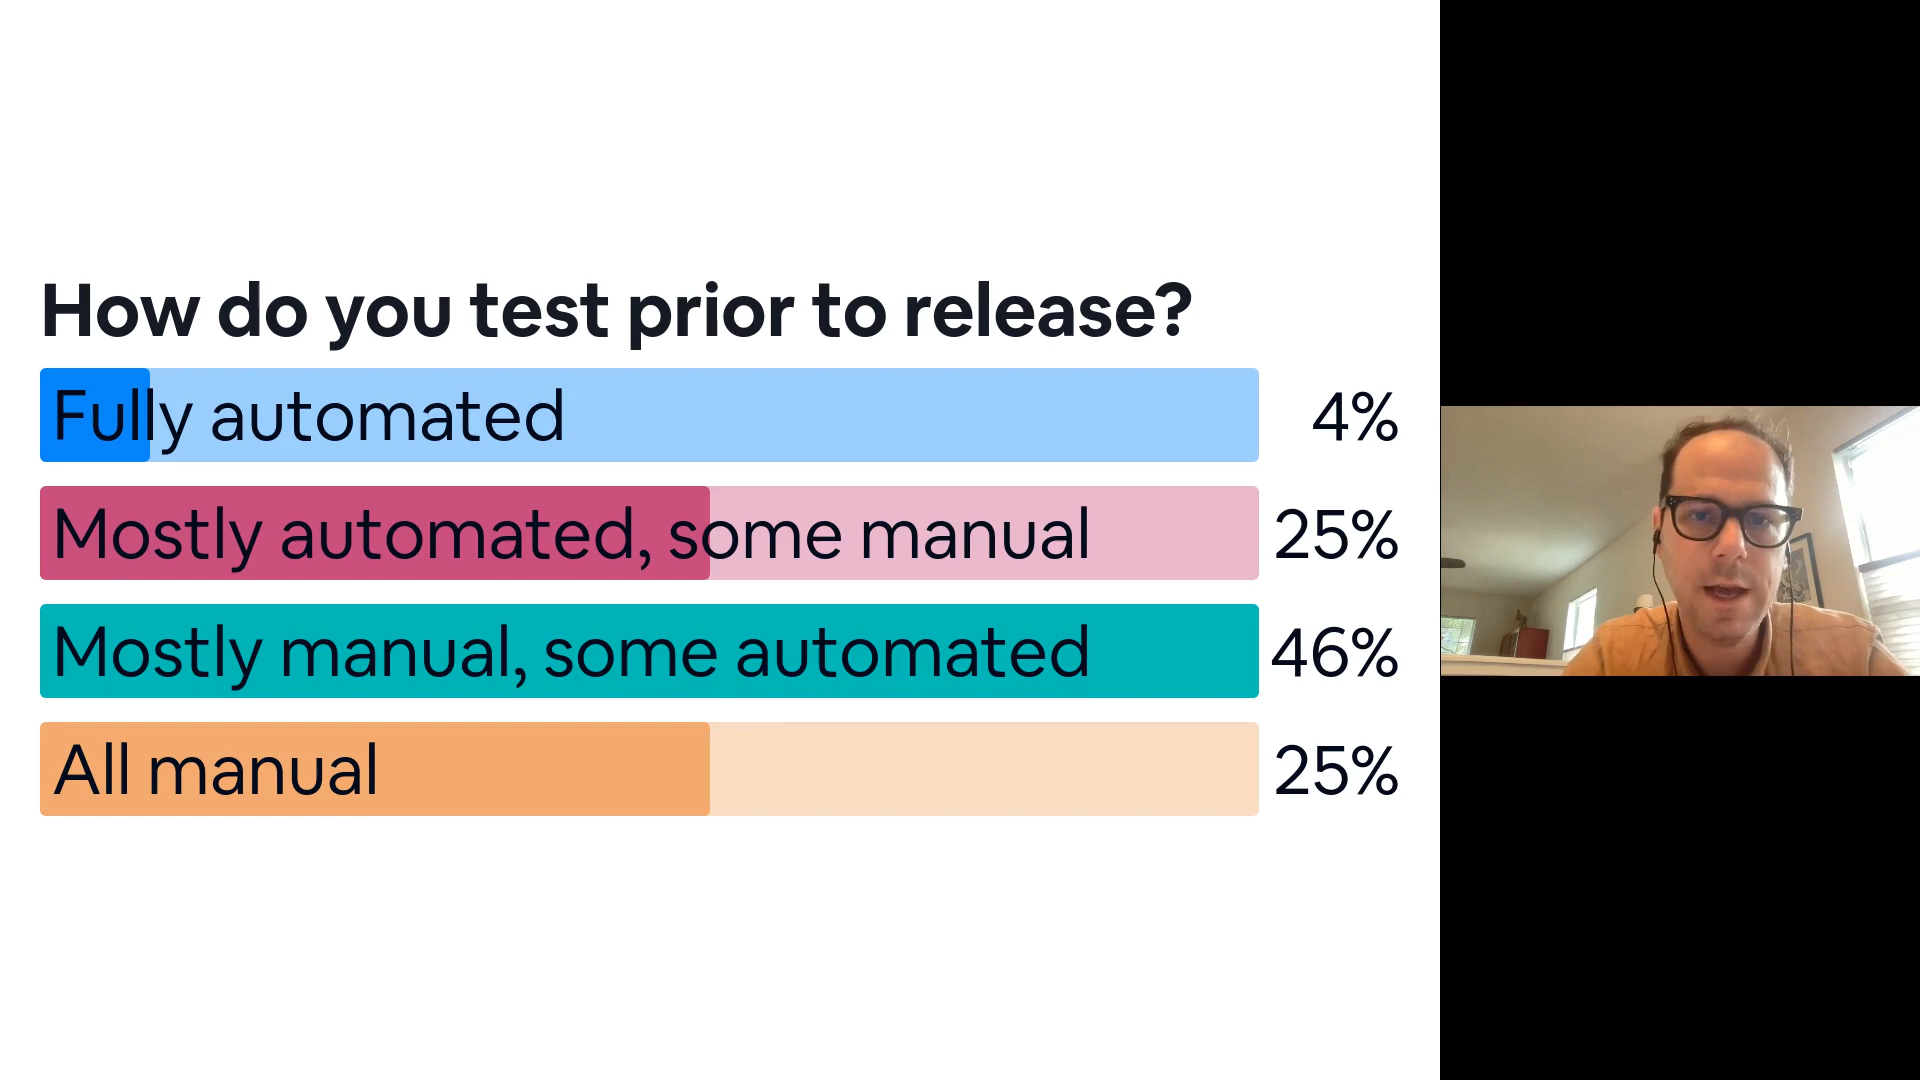 How do you test prior to release?
Fully automated 4%
Mostly automated, some manual 25%
Mostly manual, some automated 46%
All manual 25%